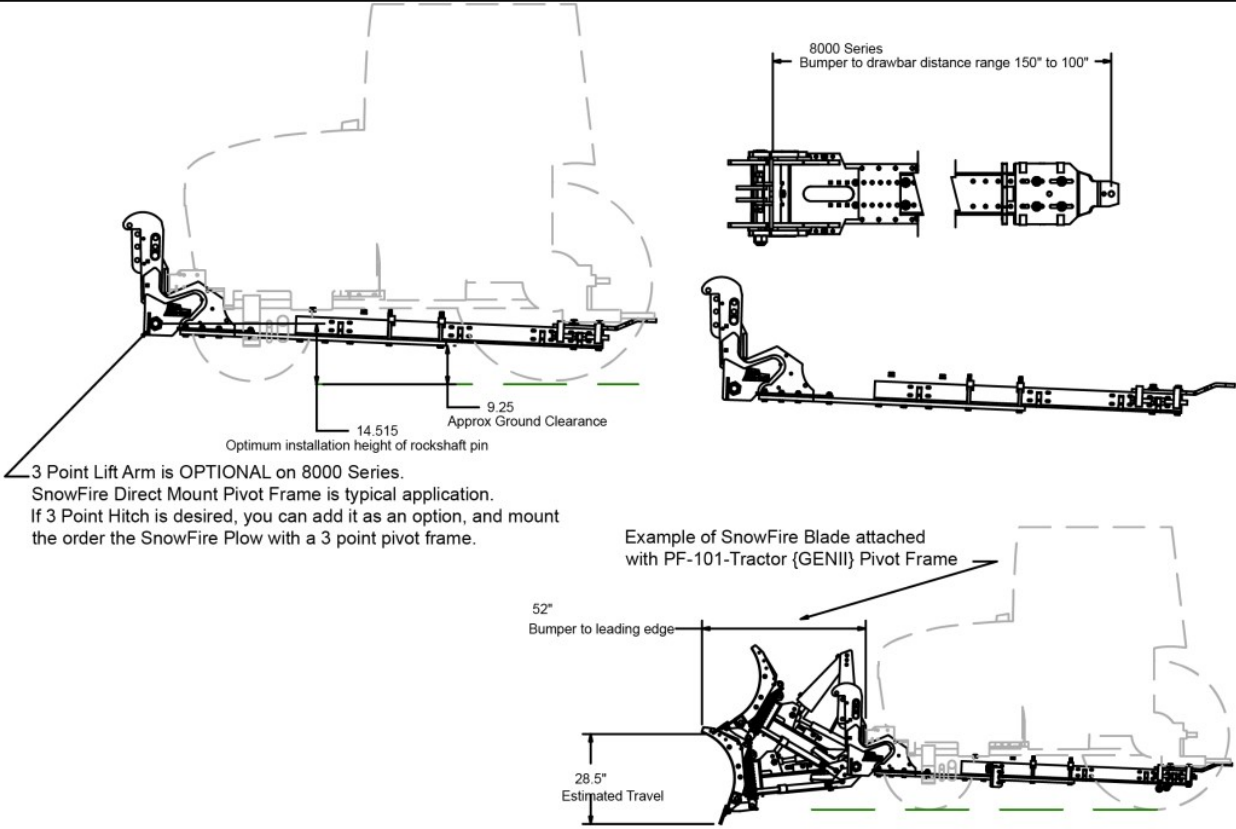 8000 Series
Bumper to drawbar distance range 150" to 100"
9.25
Approx Ground Clearance
14.515
Optimum installation height of rockshaft pin
3 Point Lift Arm is OPTIONAL on 8000 Series.
SnowFire Direct Mount Pivot Frame is typical application.
If 3 Point Hitch is desired, you can add it as an option, and mount
the order the SnowFire Plow with a 3 point pivot frame.
Example of SnowFire Blade attached
with PF-101-Tractor {GENII} Pivot Frame
52"
Bumper to leading edge
28.5"
Estimated Travel